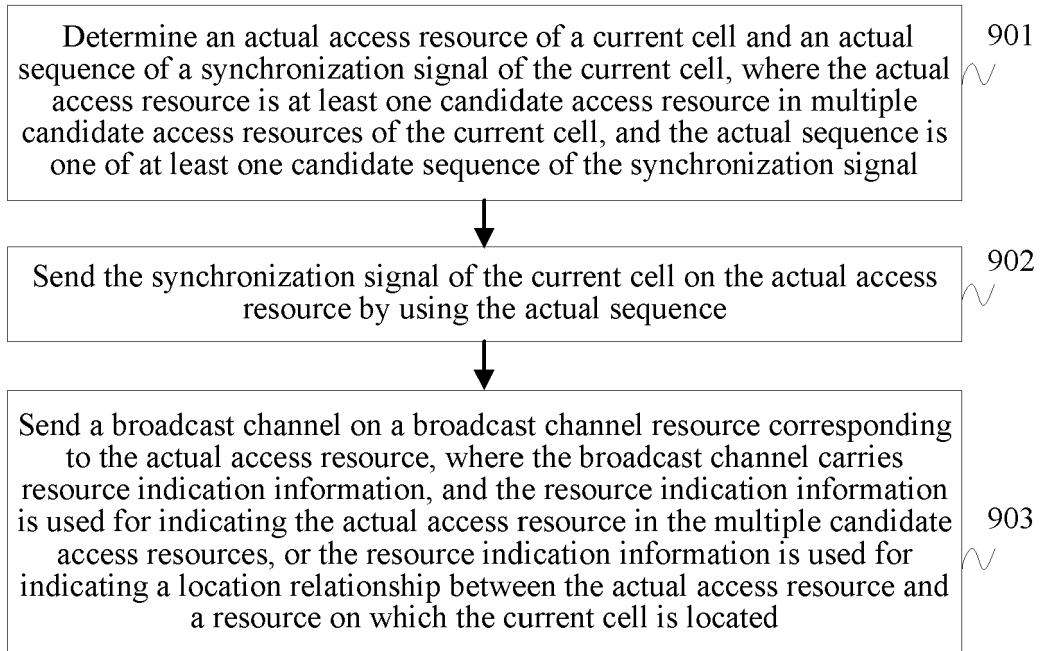 Determine an actual access resource of a current cell and an actual
sequence of a synchronization signal of the current cell, where the actual
access resource is at least one candidate access resource in multiple
candidate access resources of the current cell, and the actual sequence is
one of at least one candidate sequence of the synchronization signal
901
Send the synchronization signal of the current cell on the actual access
resource by using the actual sequence
902
Send a broadcast channel on a broadcast channel resource corresponding
to the actual access resource, where the broadcast channel carries
resource indication information, and the resource indication information
is used for indicating the actual access resource in the multiple candidate
access resources, or the resource indication information is used for
indicating a location relationship between the actual access resource and
a resource on which the current cell is located
903